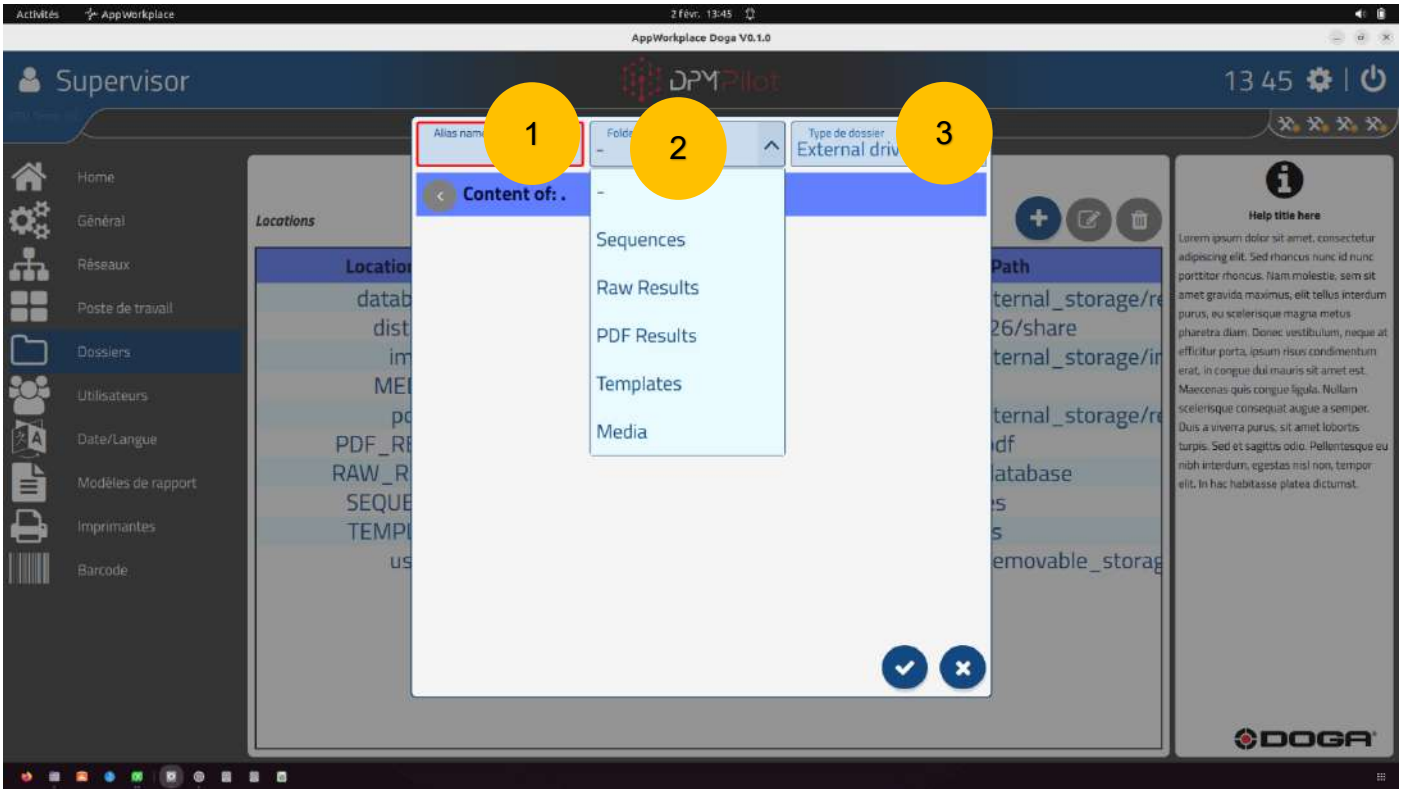 Activités AppWorkplace 2 févr. 13:45
AppWorkplace Doga V0.1.0
Supervisor DPMPilot 13 45
Alias name 1 Folde 2 Type de dossier 3
- External driv
Content of: .
-
Sequences
Raw Results
PDF Results
Templates
Media
Home
Général
Réseaux
Poste de travail
Dossiers
Utilisateurs
Date/Langue
Modèles de rapport
Imprimantes
Barcode
Locations
Location Path
datab ternal_storage/re
dist 26/share
im ternal_storage/in
MEI
po ternal_storage/re
PDF_RE df
RAW_R latabase
SEQUE s
TEMPL s
us emovable_storag
Help title here
Lorem ipsum dolor sit amet, consectetur
adipiscing elit. Sed rhoncus nunc id nunc
porttitor rhoncus. Nam molestie, sem sit
amet gravida maximus, elit tellus interdum
purus, eu scelerisque magna metus
pharetra diam. Donec vestibulum, neque at
efficitur porta, ipsum risus condimentum
erat, in congue dui mauris sit amet est.
Maecenas quis congue ligula. Nullam
scelerisque consequat augue a semper.
Duis a viverra purus, sit amet lobortis
turpis. Sed et sagittis odio. Pellentesque eu
nibh interdum, egestas nisl non, tempor
elit. In hac habitasse platea dictumst.
DOGA